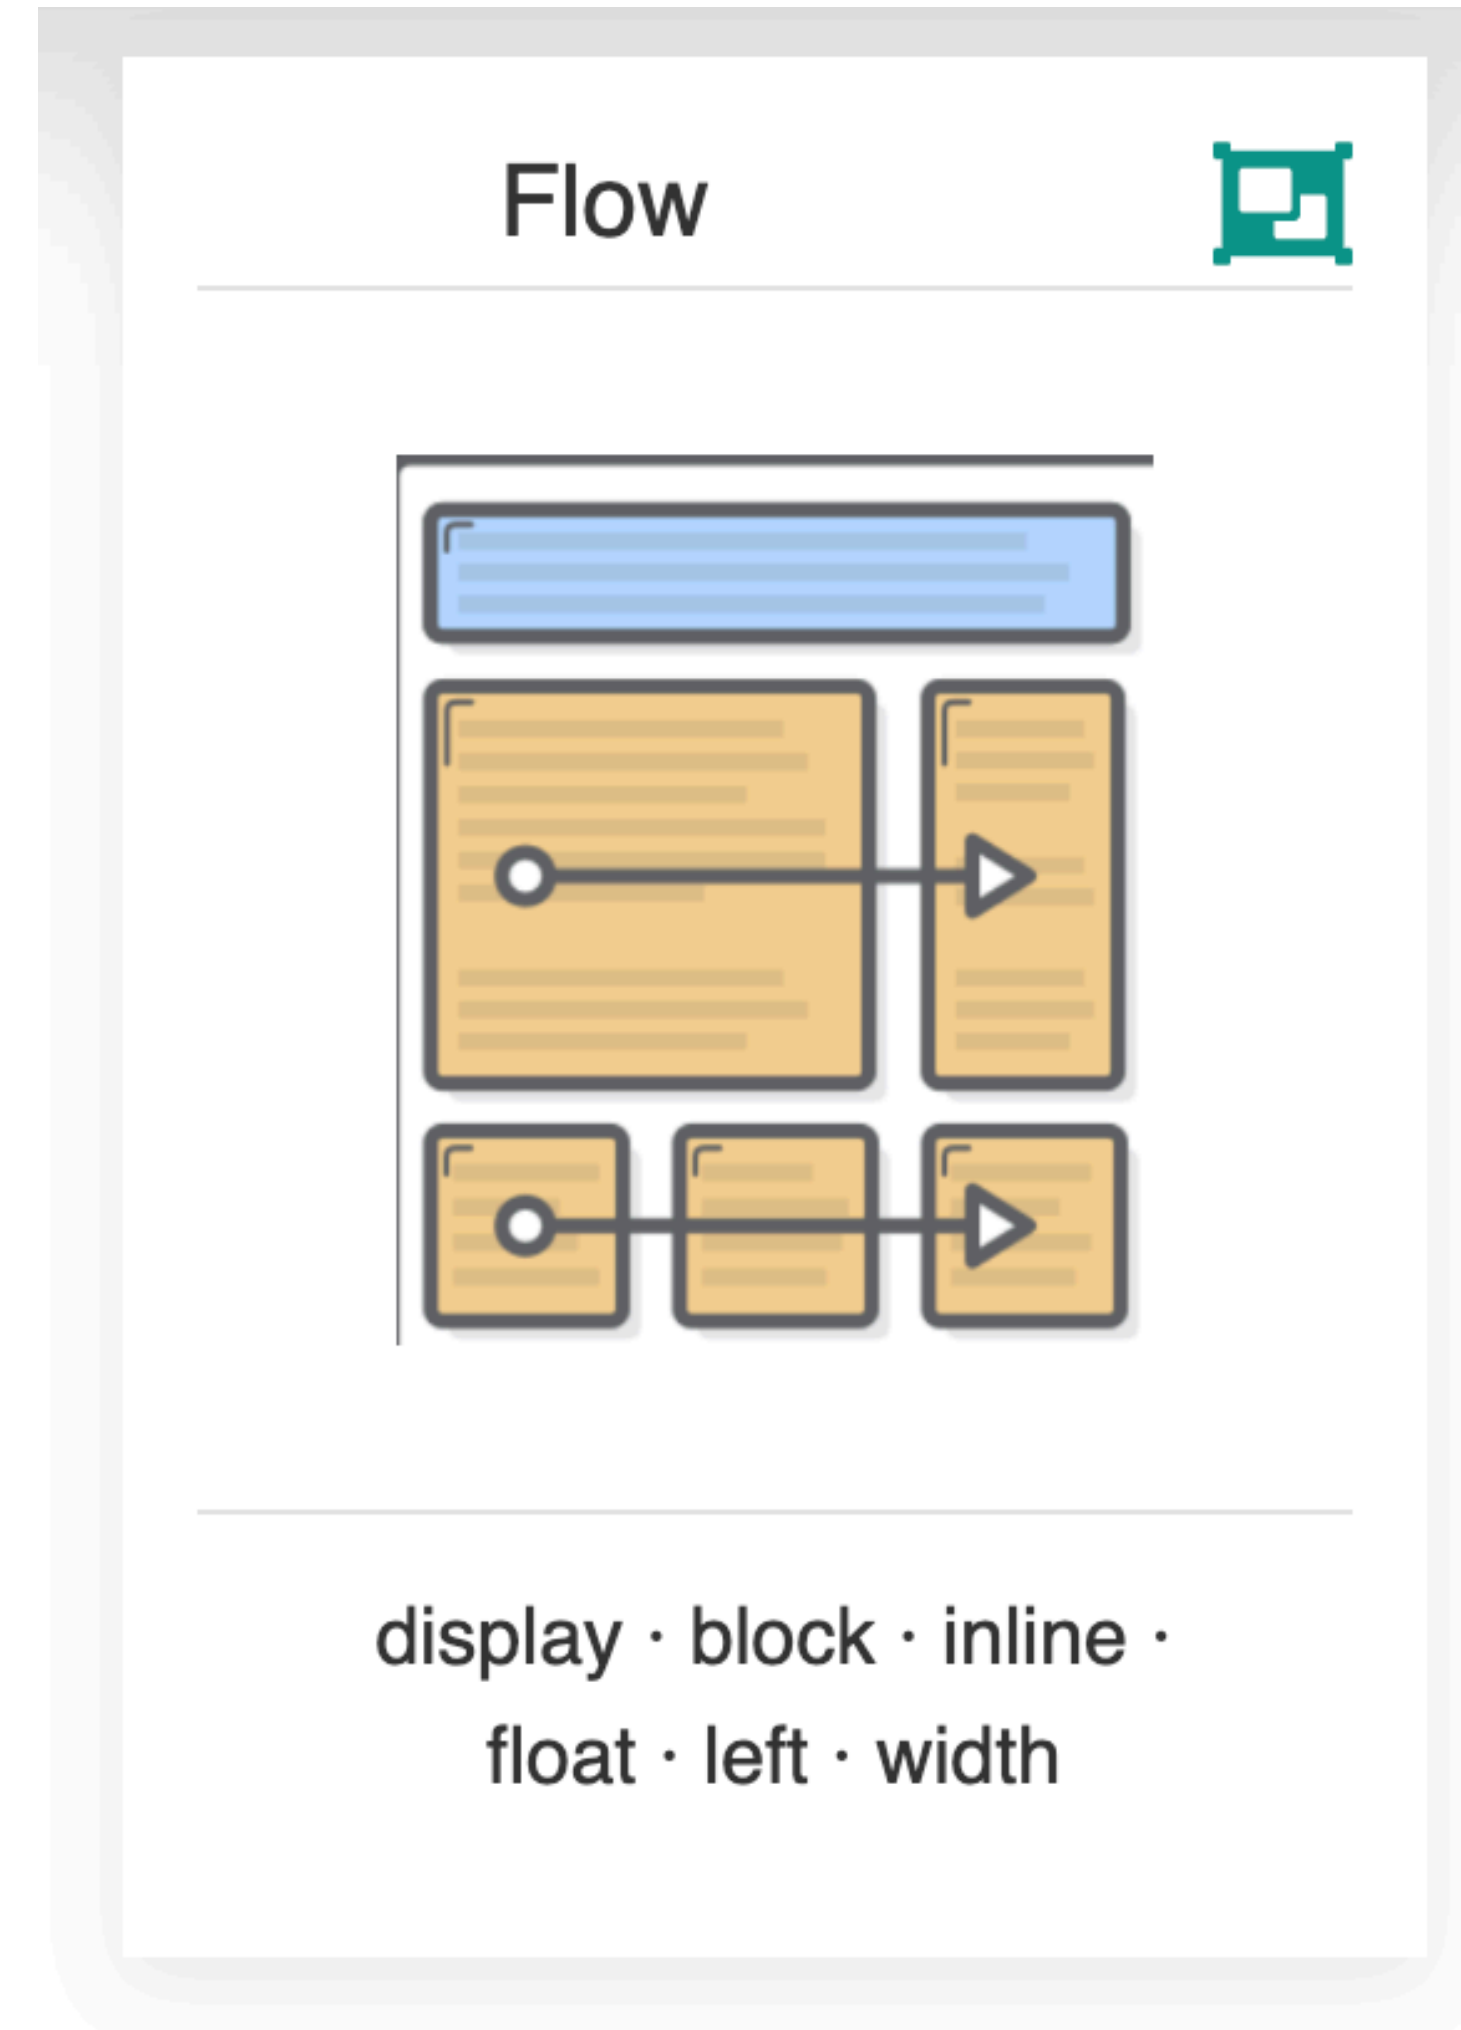 Flow
display · block · inline ·
float · left · width